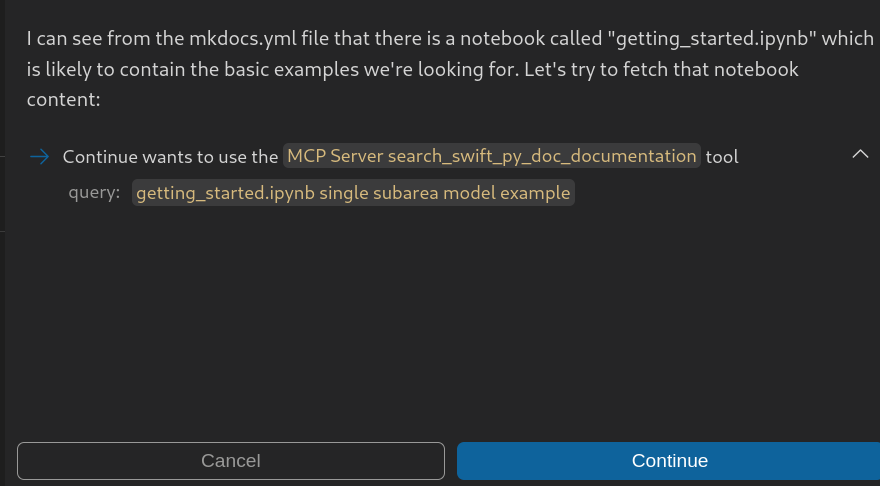 I can see from the mkdocs.yml file that there is a notebook called "getting_started.ipynb" which
is likely to contain the basic examples we're looking for. Let's try to fetch that notebook
content:
Continue wants to use the MCP Server search_swift_py_doc_documentation tool
query: getting_started.ipynb single subarea model example
Cancel Continue